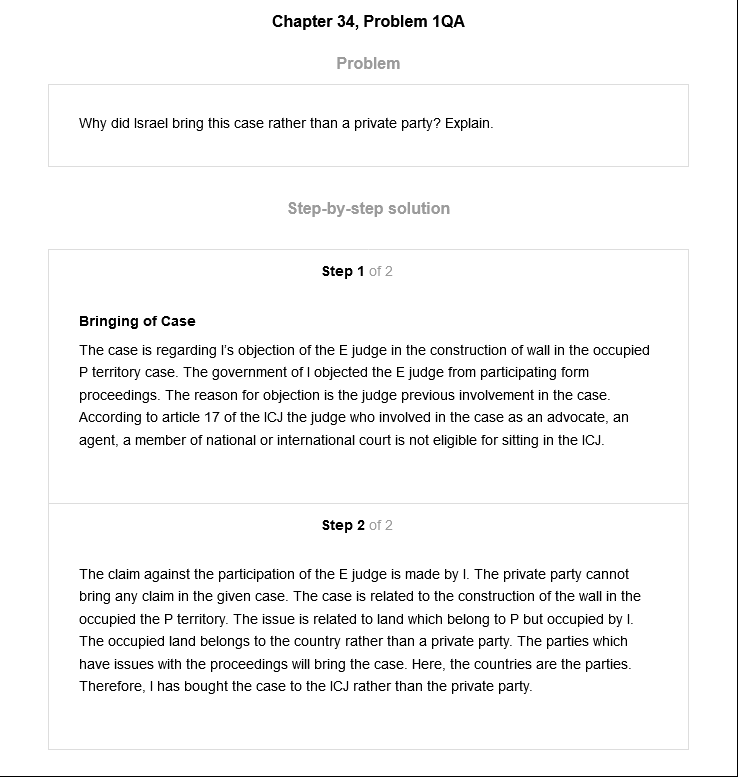 Chapter 34, Problem 1QA
Problem
Why did Israel bring this case rather than a private party? Explain.
Step-by-step solution
Step 1 of 2
Bringing of Case
The case is regarding I's objection of the E judge in the construction of wall in the occupied
P territory case. The government of I objected the E judge from participating form
proceedings. The reason for objection is the judge previous involvement in the case.
According to article 17 of the ICJ the judge who involved in the case as an advocate, an
agent, a member of national or international court is not eligible for sitting in the ICJ.
Step 2 of 2
The claim against the participation of the E judge is made by I. The private party cannot
bring any claim in the given case. The case is related to the construction of the wall in the
occupied the P territory. The issue is related to land which belong to P but occupied by I.
The occupied land belongs to the country rather than a private party. The parties which
have issues with the proceedings will bring the case. Here, the countries are the parties.
Therefore, I has bought the case to the ICJ rather than the private party.